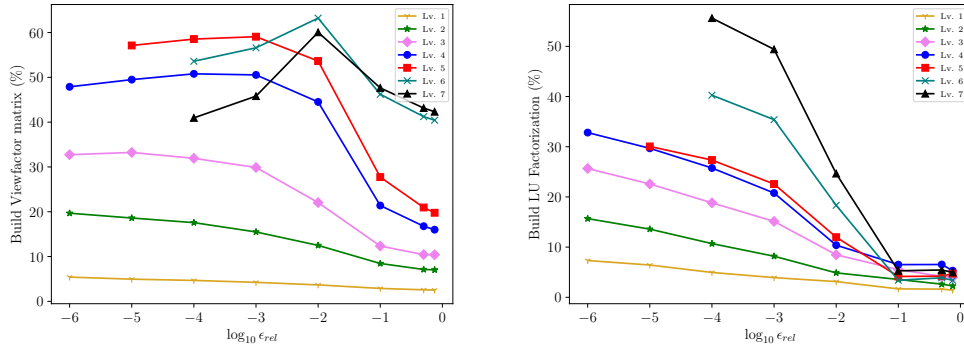 60
50
40
30
20
10
0
Build Viewfactor matrix (%)
−6
−5
−4
−3
−2
−1
0
log₁₀ ϵ_rel
Lv. 1
Lv. 2
Lv. 3
Lv. 4
Lv. 5
Lv. 6
Lv. 7
50
40
30
20
10
0
Build LU Factorization (%)
−6
−5
−4
−3
−2
−1
0
log₁₀ ϵ_rel
Lv. 1
Lv. 2
Lv. 3
Lv. 4
Lv. 5
Lv. 6
Lv. 7